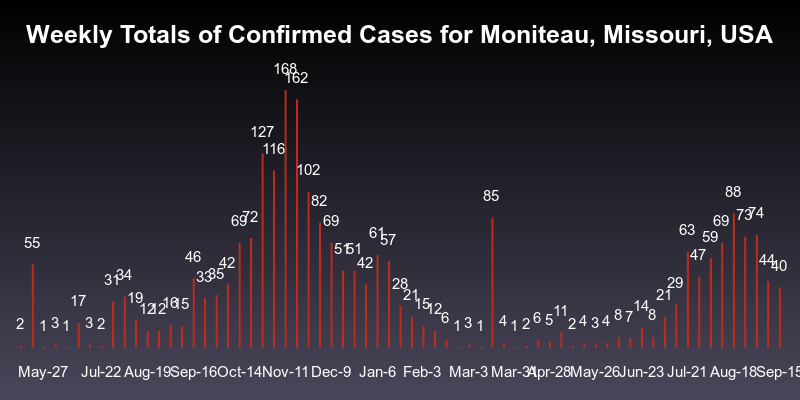 Weekly Totals of Confirmed Cases for Moniteau, Missouri, USA
2 55 1 3 1 17 3 2 31 34 19 12 12 16 15 46 33 35 42 69 72 127 116 168 162 102 82 69 51 51 42 61 57 28 21 15 12 6 1 3 1 85 4 1 2 6 5 11 2 4 3 4 8 7 14 8 21 29 63 47 59 69 88 73 74 44 40
May-27 Jul-22 Aug-19 Sep-16 Oct-14 Nov-11 Dec-9 Jan-6 Feb-3 Mar-3 Mar-31 Apr-28 May-26 Jun-23 Jul-21 Aug-18 Sep-15